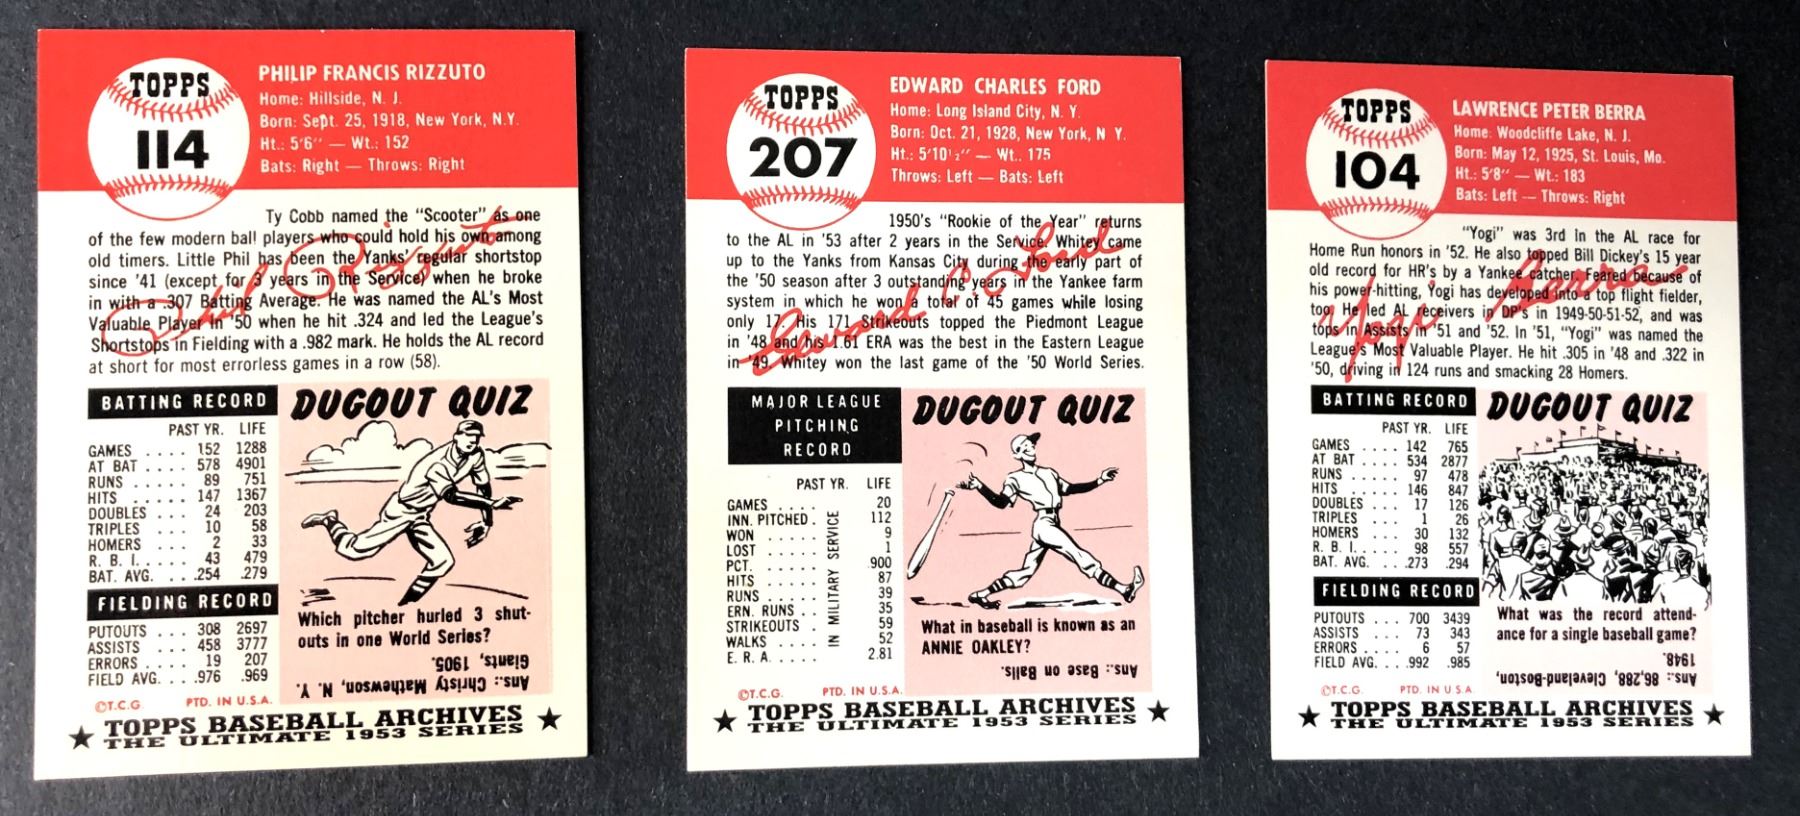 TOPPS
114
PHILIP FRANCIS RIZZUTO
Home: Hillside, N. J.
Born: Sept. 25, 1918, New York, N.Y.
Ht.: 5'6" — Wt.: 152
Bats: Right — Throws: Right
Ty Cobb named the "Scooter" as one
of the few modern ball players who could hold his own among
old timers. Little Phil has been the Yanks' regular shortstop
since '41 (except for 3 years in the Service) when he broke
in with a .307 Batting Average. He was named the AL's Most
Valuable Player in '50 when he hit .324 and led the League's
Shortstops in Fielding with a .982 mark. He holds the AL record
at short for most errorless games in a row (58).
Phil Rizzuto
BATTING RECORD
PAST YR. LIFE
GAMES .... 152 1288
AT BAT .... 578 4901
RUNS .... 89 751
HITS ..... 147 1367
DOUBLES ... 24 203
TRIPLES ... 10 58
HOMERS ... 2 33
R. B. I. .... 43 479
BAT. AVG. ... .254 .279
FIELDING RECORD
PUTOUTS ... 308 2697
ASSISTS ... 458 3777
ERRORS .... 19 207
FIELD AVG. ... .976 .969
DUGOUT QUIZ
Which pitcher hurled 3 shut-
outs in one World Series?
Ans.: Christy Mathewson, N. Y.
Giants, 1905.
©T.C.G. PTD. IN U.S.A.
★ TOPPS BASEBALL ARCHIVES ★
THE ULTIMATE 1953 SERIES
TOPPS
207
EDWARD CHARLES FORD
Home: Long Island City, N. Y.
Born: Oct. 21, 1928, New York, N Y.
Ht.: 5'10½" — Wt.. 175
Throws: Left — Bats: Left
1950's "Rookie of the Year" returns
to the AL in '53 after 2 years in the Service. Whitey came
up to the Yanks from Kansas City during the early part of
the '50 season after 3 outstanding years in the Yankee farm
system in which he won a total of 45 games while losing
only 17. His 171 Strikeouts topped the Piedmont League
in '48 and his 1.61 ERA was the best in the Eastern League
in '49. Whitey won the last game of the '50 World Series.
Edward C. Ford
MAJOR LEAGUE
PITCHING
RECORD
PAST YR. LIFE
GAMES .... 20
INN. PITCHED . 112
WON ..... 9
LOST ..... 1
PCT. ..... .900
HITS ..... 87
RUNS ..... 39
ERN. RUNS .. 35
STRIKEOUTS . 59
WALKS .... 52
E. R. A. .... 2.81
IN MILITARY SERVICE
DUGOUT QUIZ
What in baseball is known as an
ANNIE OAKLEY?
Ans.: Base on Balls.
©T.C.G. PTD. IN U.S.A.
★ TOPPS BASEBALL ARCHIVES ★
THE ULTIMATE 1953 SERIES
TOPPS
104
LAWRENCE PETER BERRA
Home: Woodcliffe Lake, N. J.
Born: May 12, 1925, St. Louis, Mo.
Ht.: 5'8" — Wt.: 183
Bats: Left — Throws: Right
"Yogi" was 3rd in the AL race for
Home Run honors in '52. He also topped Bill Dickey's 15 year
old record for HR's by a Yankee catcher. Feared because of
his power-hitting, Yogi has developed into a top flight fielder,
too. He led AL receivers in DP's in 1949-50-51-52, and was
tops in Assists in '51 and '52. In '51, "Yogi" was named the
League's Most Valuable Player. He hit .305 in '48 and .322 in
'50, driving in 124 runs and smacking 28 Homers.
Yogi Berra
BATTING RECORD
PAST YR. LIFE
GAMES .... 142 765
AT BAT .... 534 2877
RUNS .... 97 478
HITS ..... 146 847
DOUBLES ... 17 126
TRIPLES ... 1 26
HOMERS ... 30 132
R. B. I. .... 98 557
BAT. AVG. ... .273 .294
FIELDING RECORD
PUTOUTS ... 700 3439
ASSISTS ... 73 343
ERRORS .... 6 57
FIELD AVG. ... .992 .985
DUGOUT QUIZ
What was the record attend-
ance for a single baseball game?
Ans.: 86,288, Cleveland-Boston,
1948.
©T.C.G. PTD. IN U.S.A
★ TOPPS BASEBALL ARCHIVES ★
THE ULTIMATE 1953 SERIES